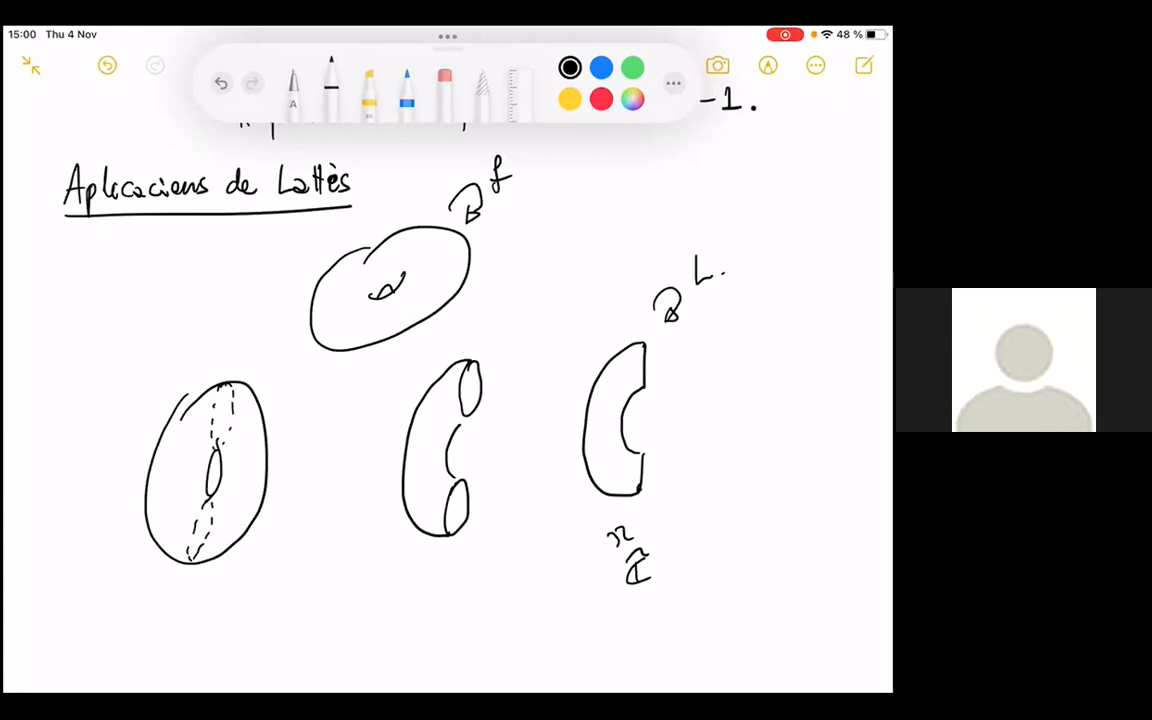 15:00 Thu 4 Nov
48 %
A
-1.
Aplicacions de Lattès
f
L.
≈
Ĉ